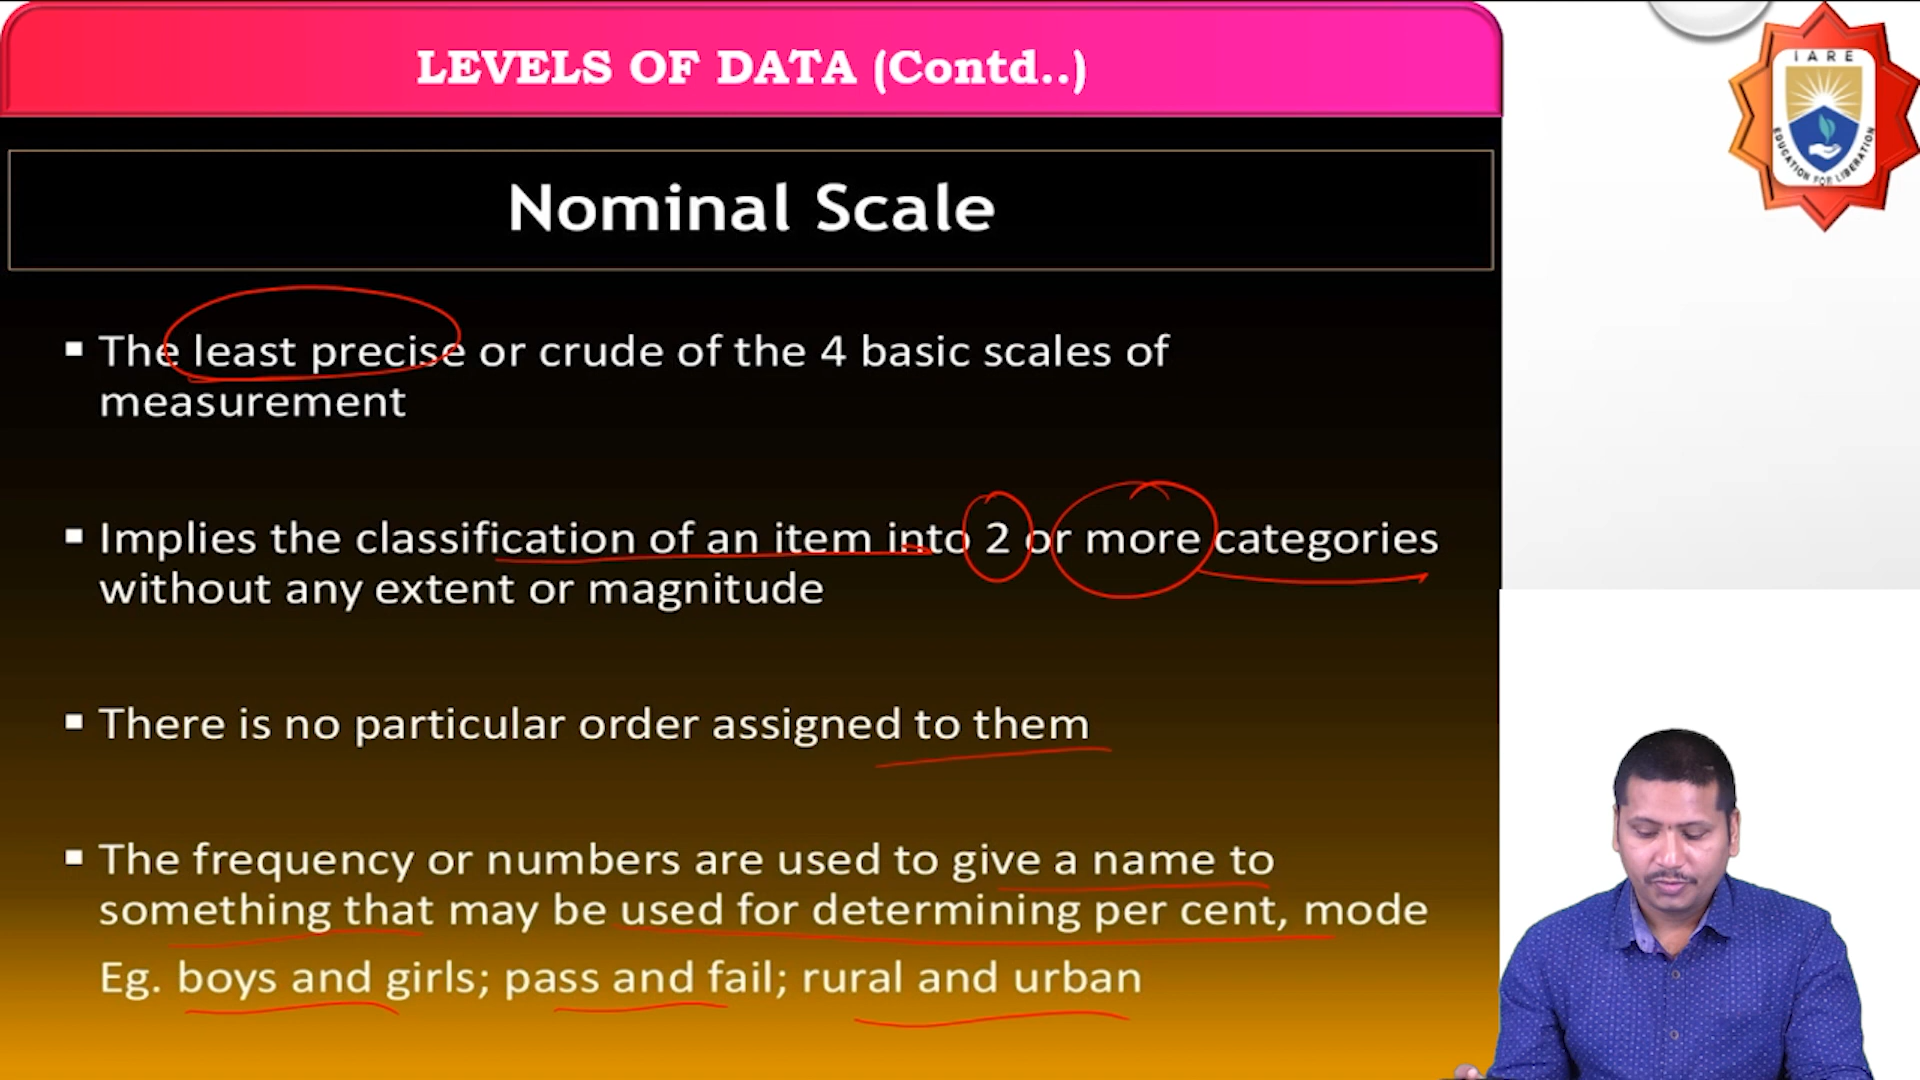 LEVELS OF DATA (Contd..)
IARE
EDUCATION FOR LIBERATION
Nominal Scale
▪ The least precise or crude of the 4 basic scales of
measurement
▪ Implies the classification of an item into 2 or more categories
without any extent or magnitude
▪ There is no particular order assigned to them
▪ The frequency or numbers are used to give a name to
something that may be used for determining per cent, mode
Eg. boys and girls; pass and fail; rural and urban